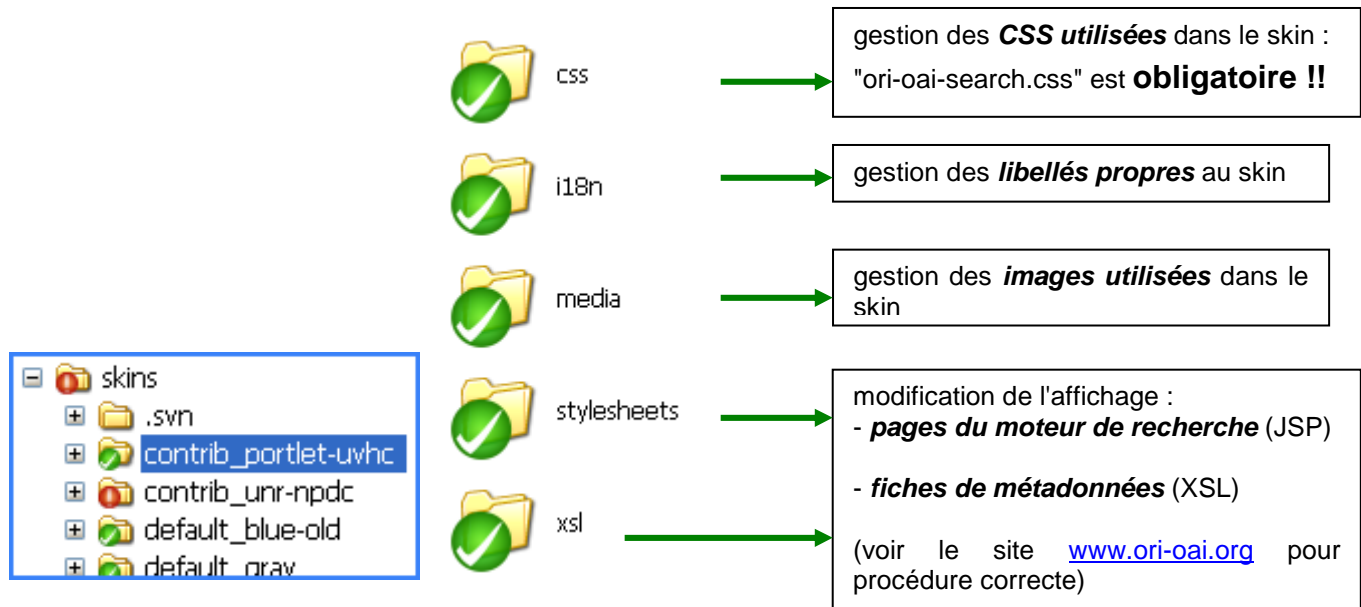 css
gestion des CSS utilisées dans le skin :
"ori-oai-search.css" est obligatoire !!
i18n
gestion des libellés propres au skin
media
gestion des images utilisées dans le
skin
skins
.svn
contrib_portlet-uvhc
contrib_unr-npdc
default_blue-old
default_gray
stylesheets
xsl
modification de l'affichage :
- pages du moteur de recherche (JSP)
- fiches de métadonnées (XSL)
(voir le site www.ori-oai.org pour
procédure correcte)